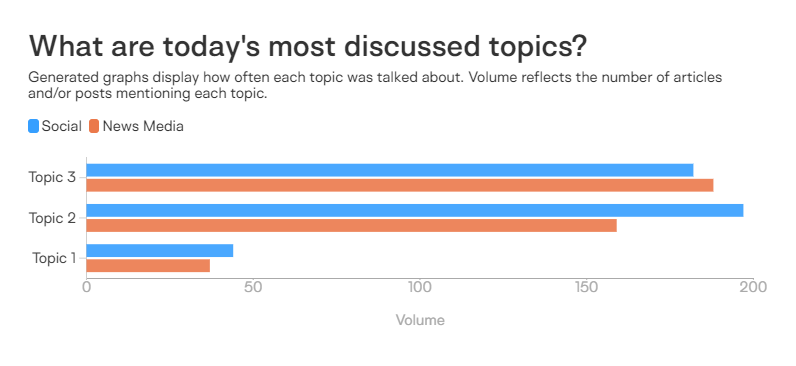 What are today's most discussed topics?
Generated graphs display how often each topic was talked about. Volume reflects the number of articles
and/or posts mentioning each topic.
Social News Media
Topic 3
Topic 2
Topic 1
0 50 100 150 200
Volume